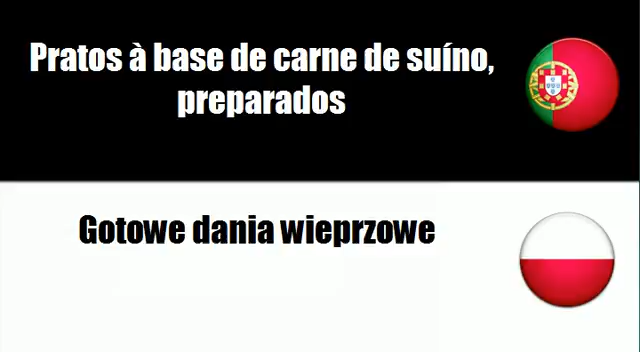 Pratos à base de carne de suíno,
preparados
Gotowe dania wieprzowe